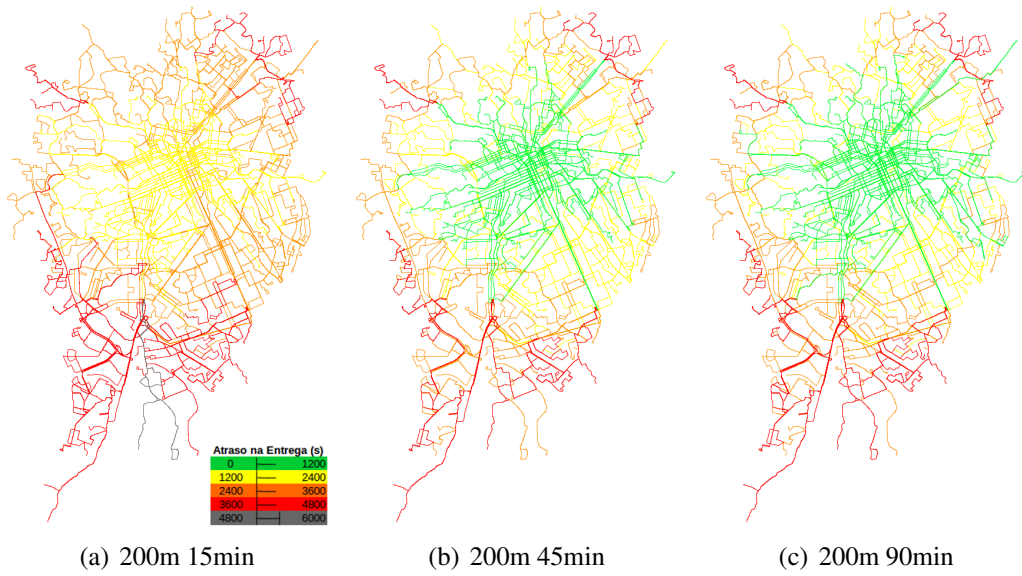 Atraso na Entrega (s)
0 1200
1200 2400
2400 3600
3600 4800
4800 6000
(a) 200m 15min
(b) 200m 45min
(c) 200m 90min